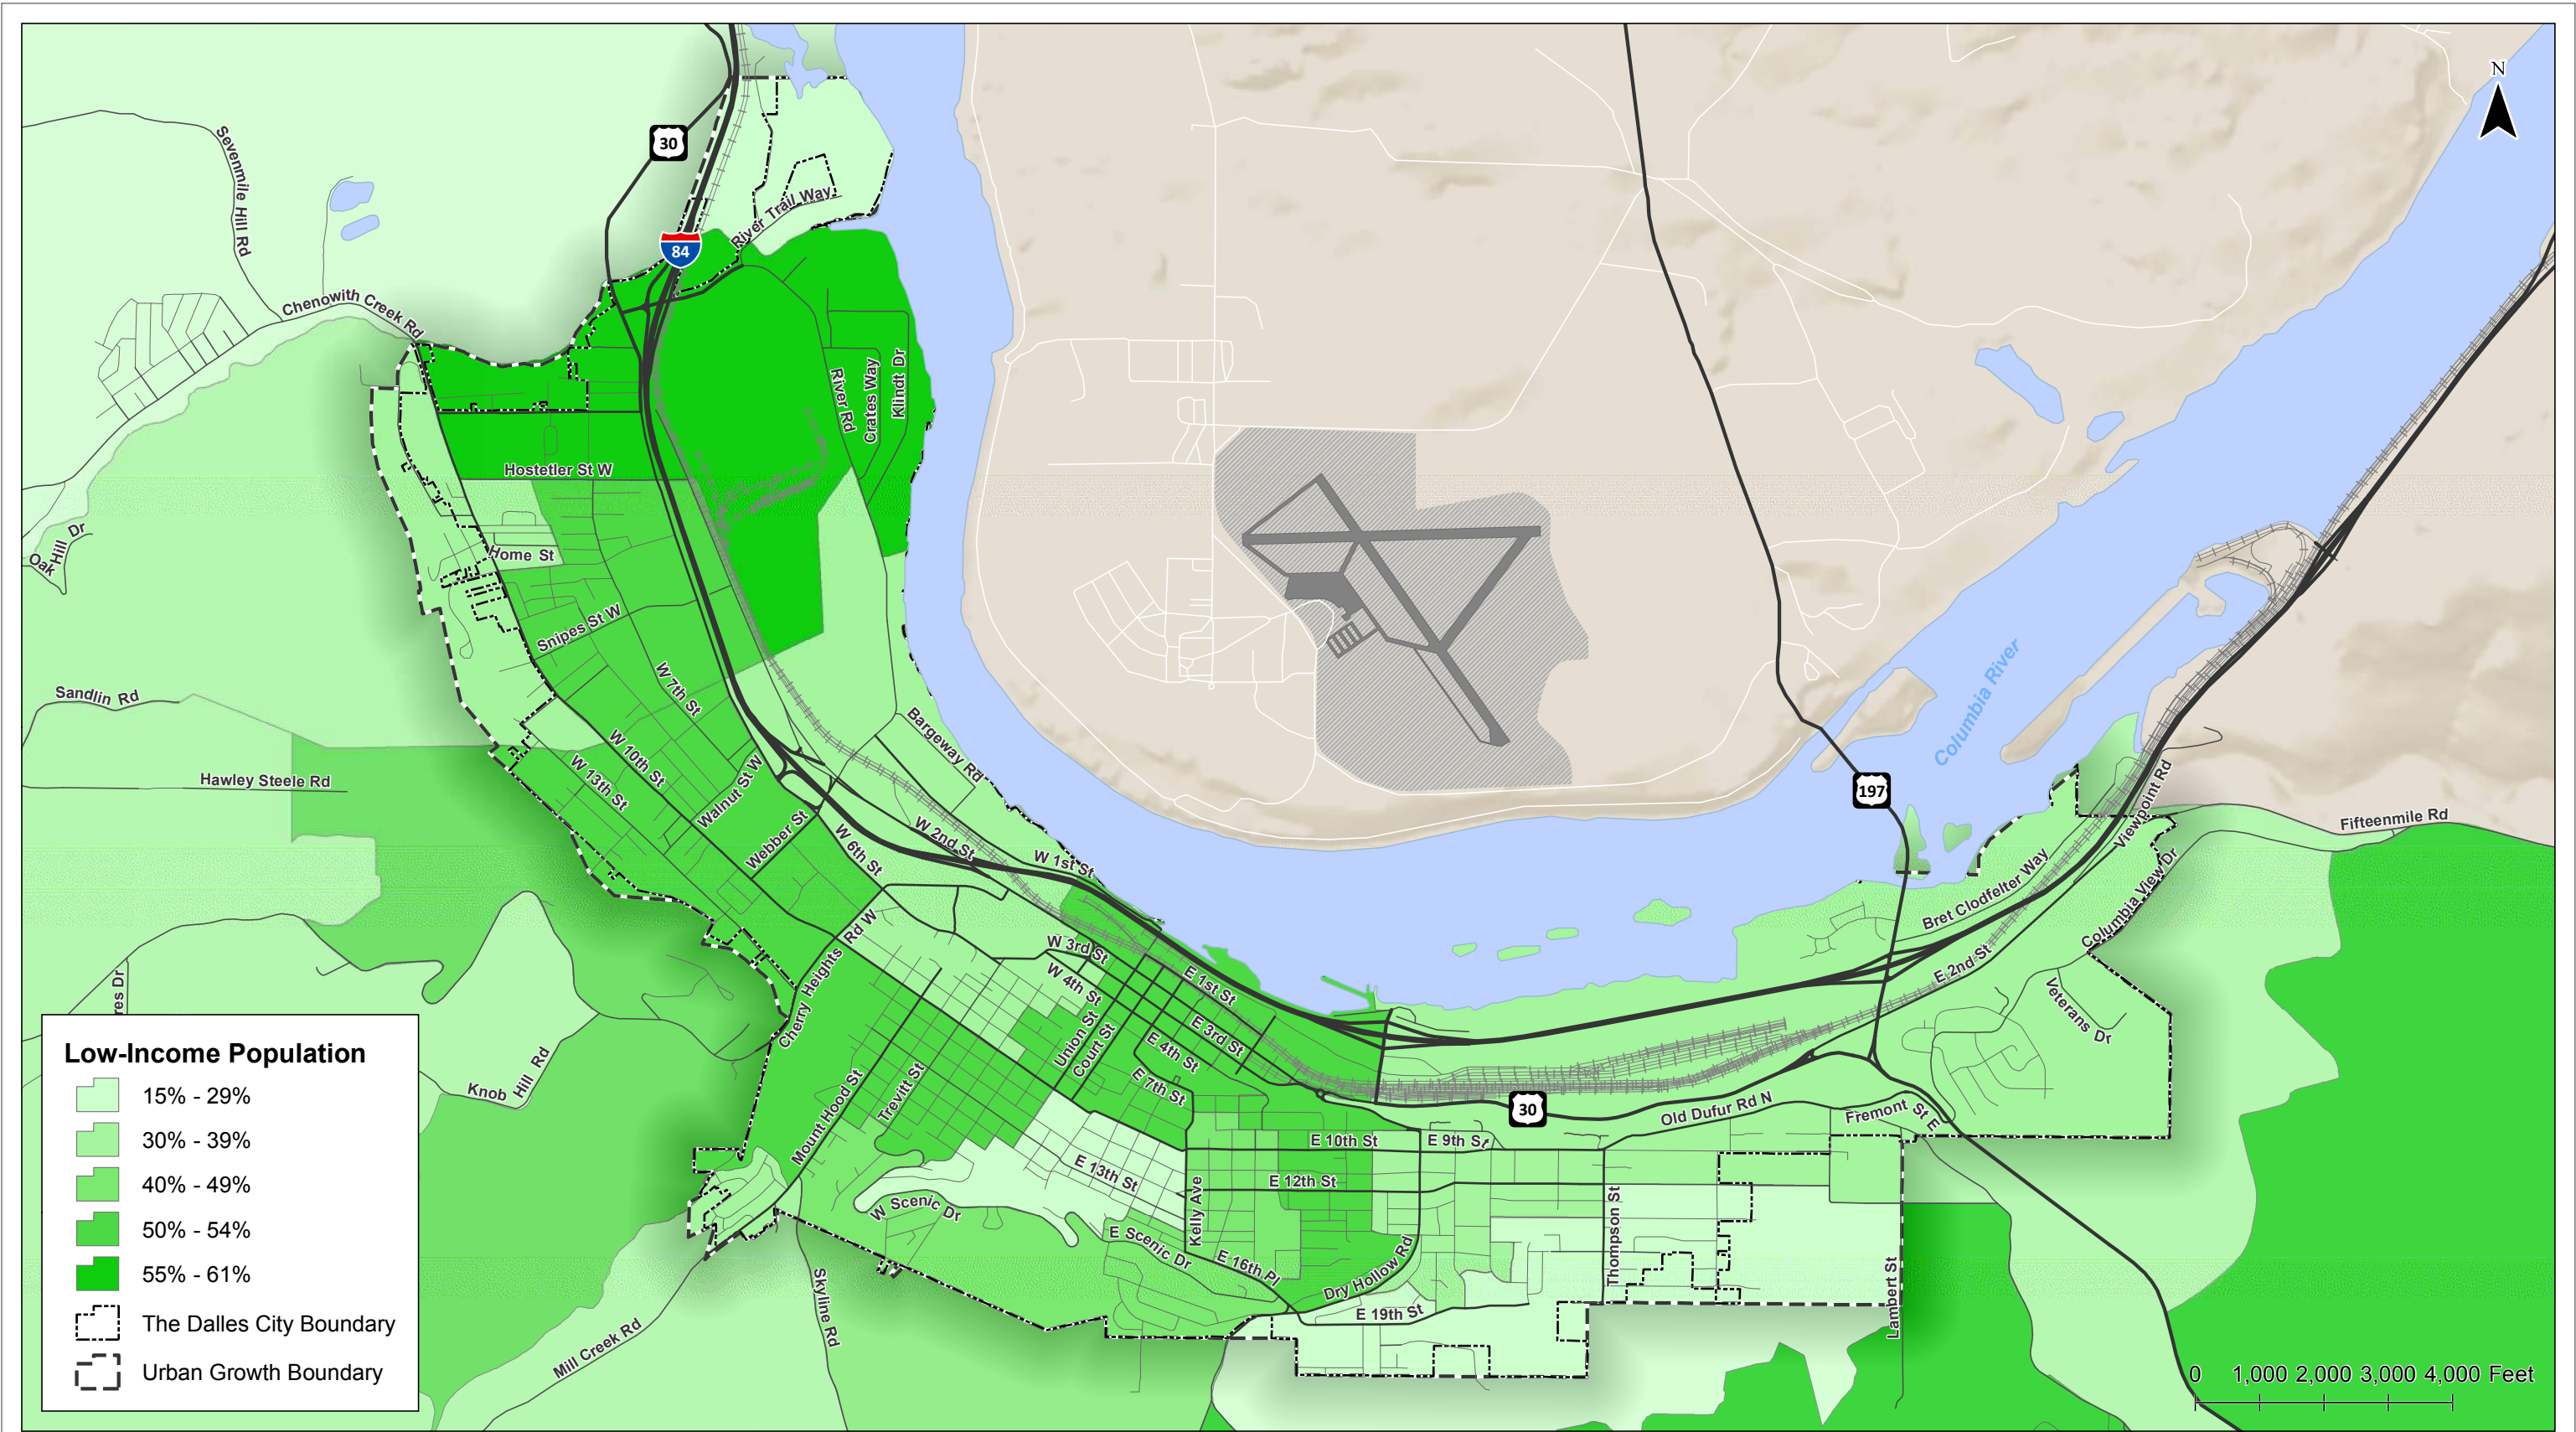 N
30
Sevenmile Hill Rd
River Trail Way
84
Chenowith Creek Rd
River Rd
Crates Way
Klindt Dr
Hostetler St W
Oak Hill Dr
Home St
Snipes St W
Columbia River
Sandlin Rd
W 7th St
Bargeway Rd
W 10th St
W 13th St
Hawley Steele Rd
Walnut St W
197
Viewpoint Rd
Fifteenmile Rd
Webber St
W 6th St
W 2nd St
W 1st St
Bret Clodfelter Way
Columbia View Dr
Cherry Heights Rd W
W 3rd St
W 4th St
E 1st St
E 2nd St
Veterans Dr
res Dr
Union St
Court St
E 3rd St
E 4th St
E 7th St
Knob Hill Rd
Mount Hood St
Trevitt St
30
Old Dufur Rd N
Fremont St E
E 10th St
E 9th St
E 13th St
E 12th St
W Scenic Dr
Kelly Ave
Thompson St
E Scenic Dr
E 16th Pl
Dry Hollow Rd
E 19th St
Lambert St
Skyline Rd
Mill Creek Rd
Low-Income Population
15% - 29%
30% - 39%
40% - 49%
50% - 54%
55% - 61%
The Dalles City Boundary
Urban Growth Boundary
0 1,000 2,000 3,000 4,000 Feet